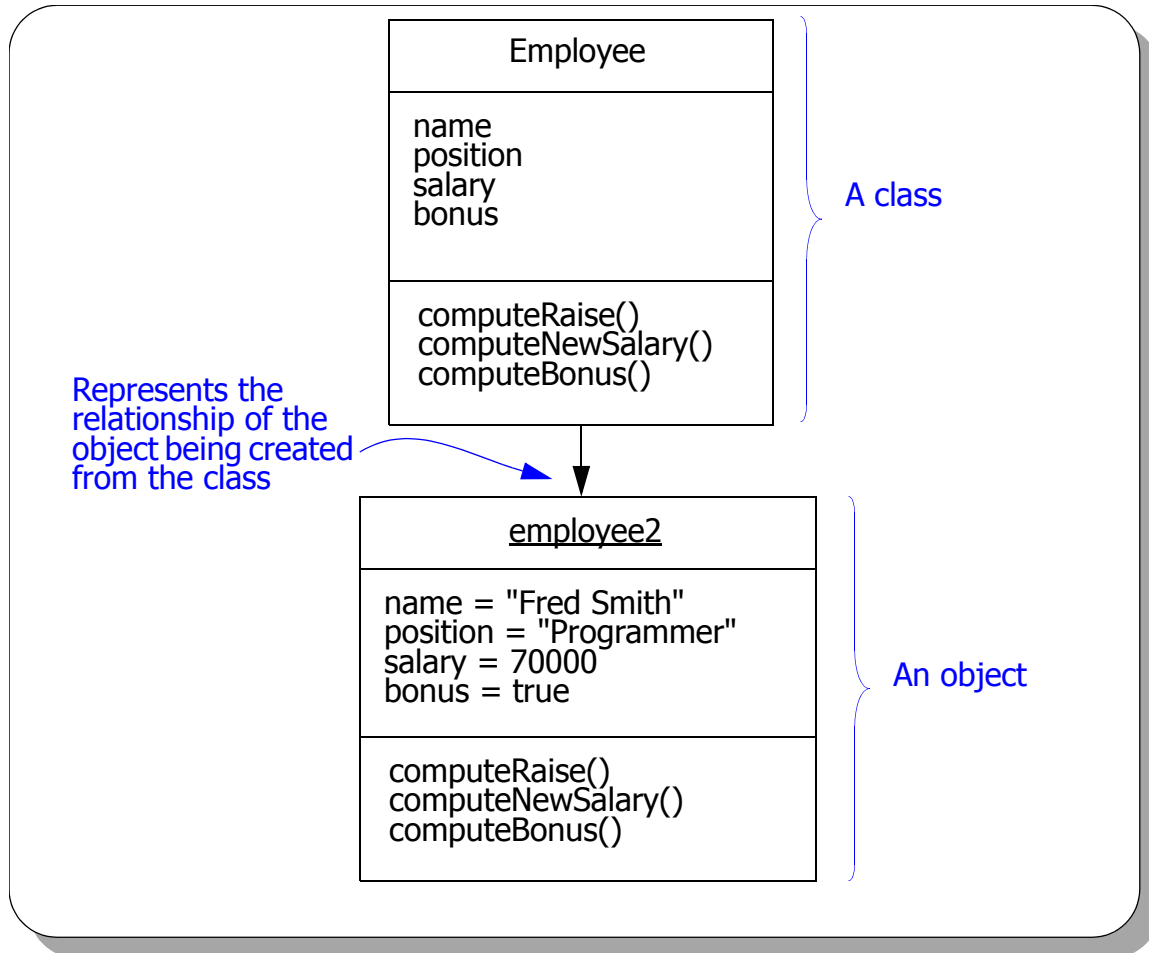 Employee
name
position
salary
bonus
A class
computeRaise()
computeNewSalary()
computeBonus()
Represents the
relationship of the
object being created
from the class
employee2
name = "Fred Smith"
position = "Programmer"
salary = 70000
bonus = true
An object
computeRaise()
computeNewSalary()
computeBonus()